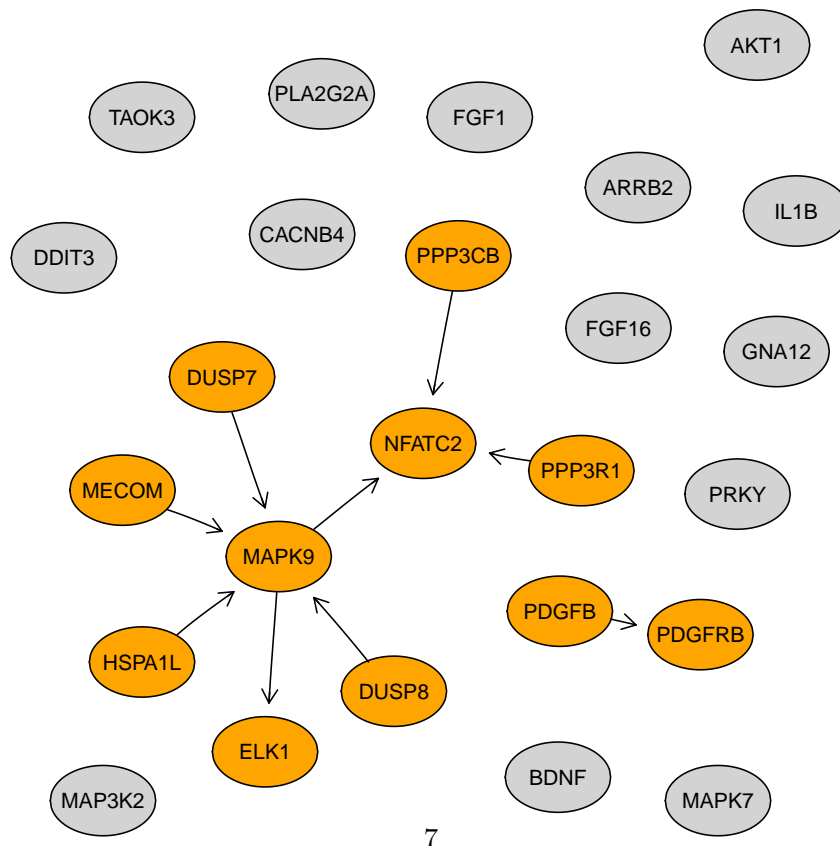 AKT1
PLA2G2A
TAOK3
FGF1
ARRB2
IL1B
CACNB4
DDIT3
PPP3CB
FGF16
GNA12
DUSP7
NFATC2
PPP3R1
MECOM
PRKY
MAPK9
PDGFB
PDGFRB
HSPA1L
DUSP8
ELK1
BDNF
MAP3K2
MAPK7
7